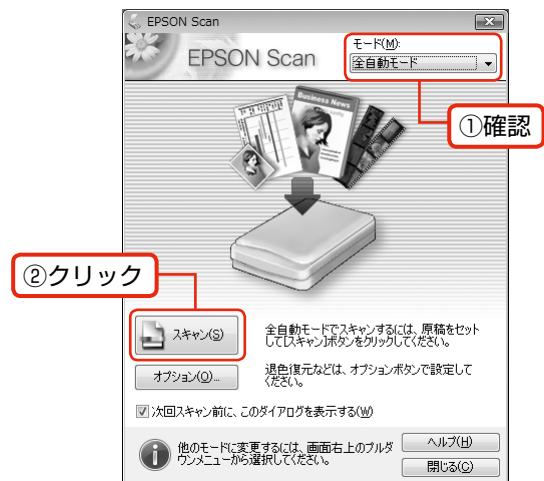 EPSON Scan
EPSON Scan
モード(M):
全自動モード
①確認
Business News
②クリック
スキャン(S)
全自動モードでスキャンするには、原稿をセット
して[スキャン]ボタンをクリックしてください。
オプション(O)...
退色復元などは、オプションボタンで設定して
ください。
次回スキャン前に、このダイアログを表示する(W)
他のモードに変更するには、画面右上のプルダ
ウンメニューから選択してください。
ヘルプ(H)
閉じる(C)